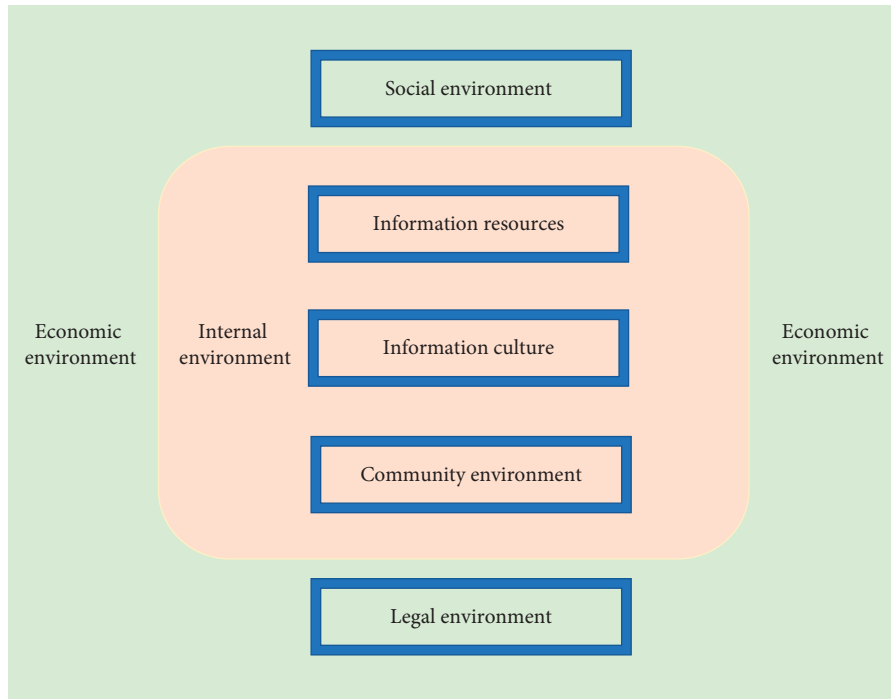 Social environment
Information resources
Economic
environment
Internal
environment
Information culture
Economic
environment
Community environment
Legal environment